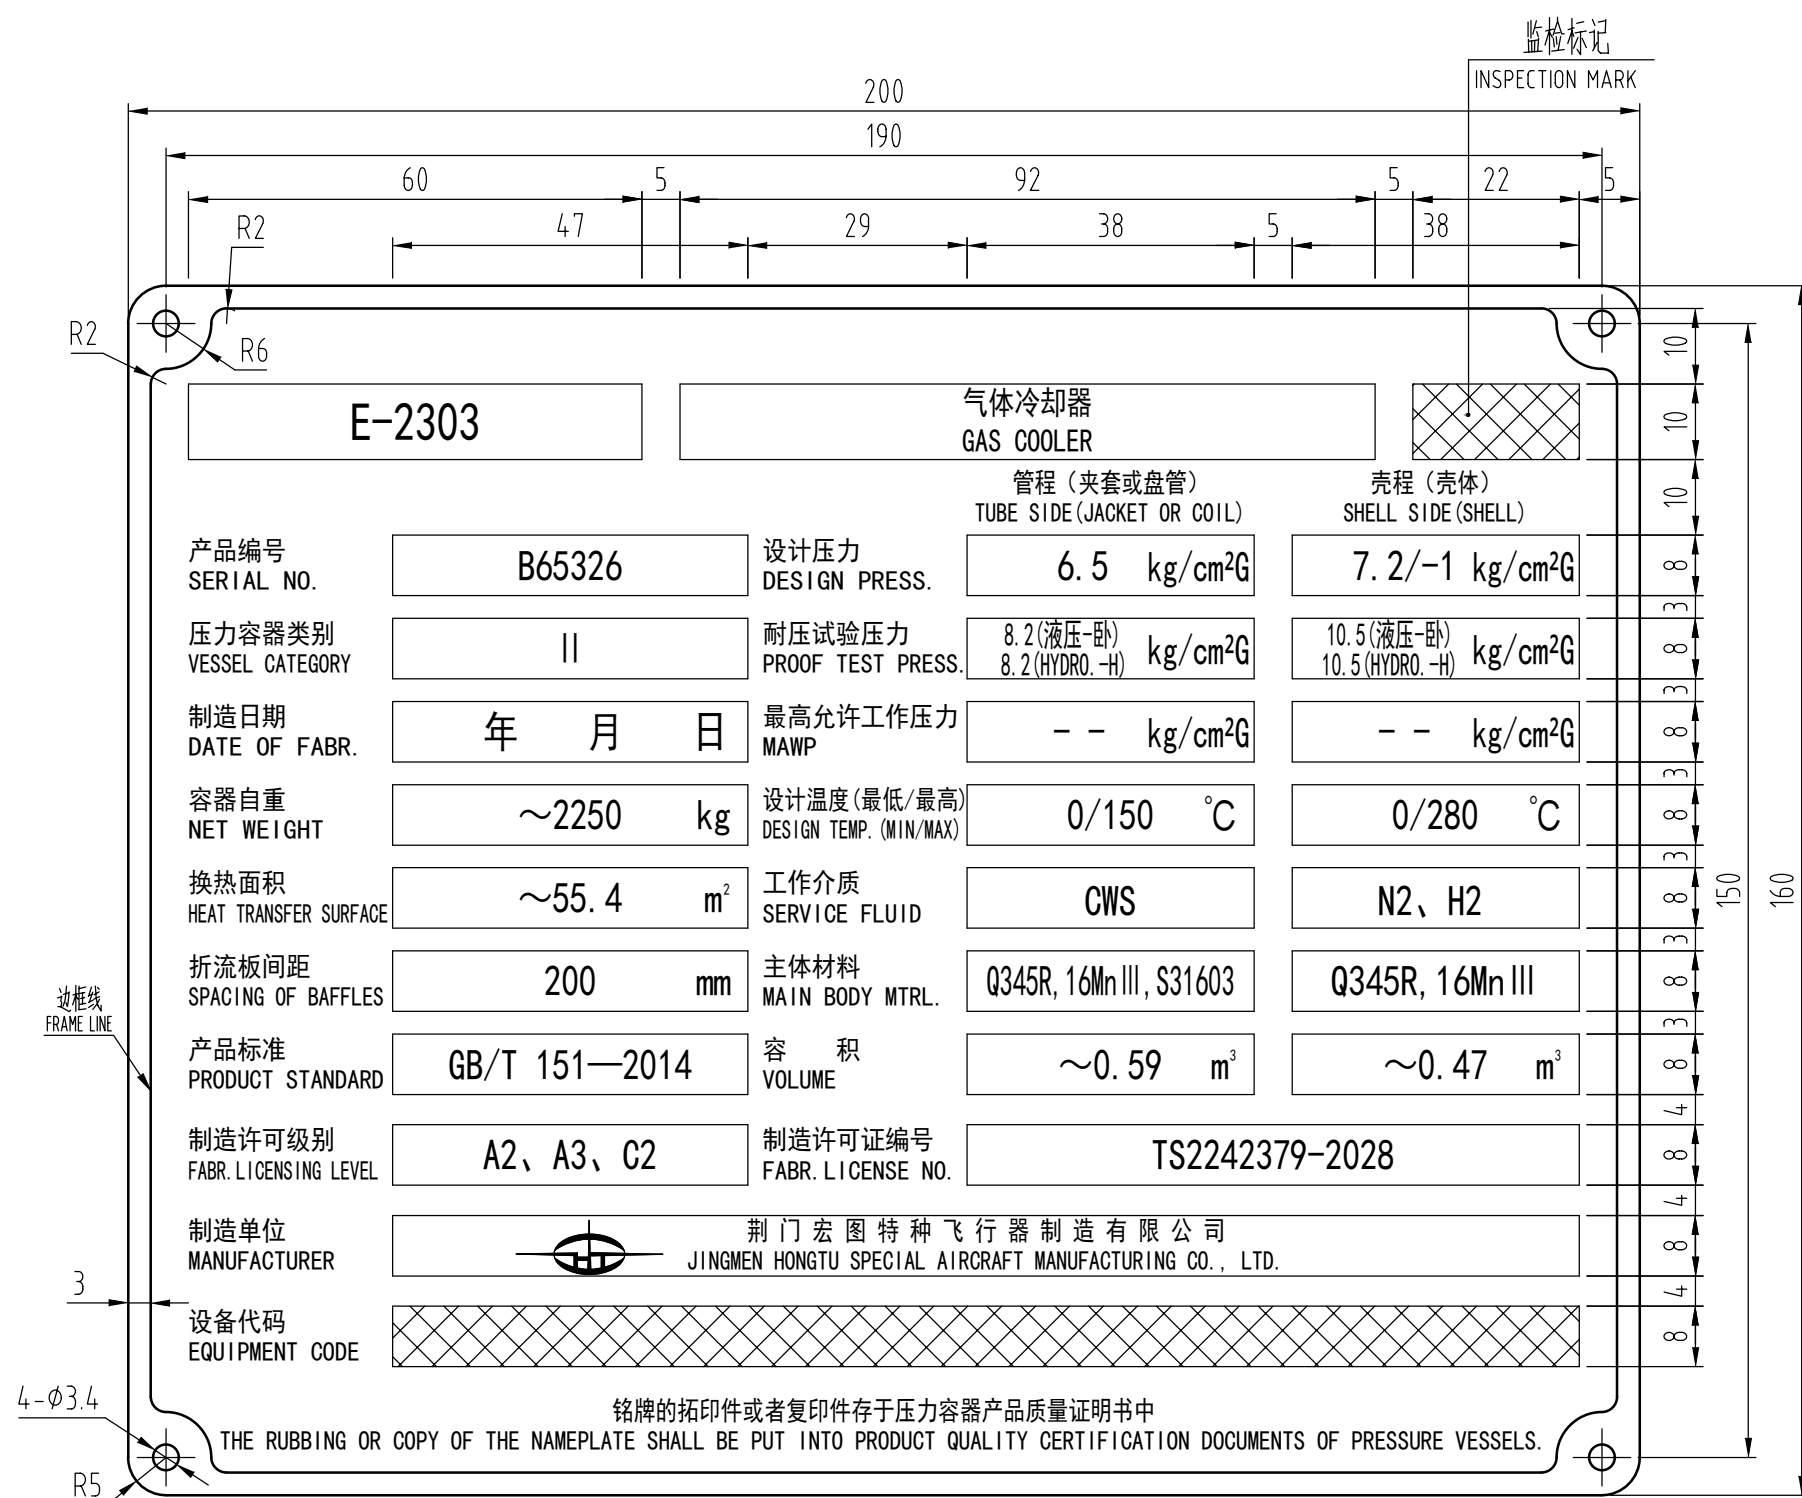 监检标记
INSPECTION MARK
200
190
60 5 92 5 22 5
47 29 38 5 38
R2
R2
R6
E-2303
气体冷却器
GAS COOLER
10
10
10
管程（夹套或盘管）
TUBE SIDE(JACKET OR COIL)
壳程（壳体）
SHELL SIDE(SHELL)
产品编号
SERIAL NO.
B65326
设计压力
DESIGN PRESS.
6.5 kg/cm²G
7.2/-1 kg/cm²G
8
3
压力容器类别
VESSEL CATEGORY
II
耐压试验压力
PROOF TEST PRESS.
8.2(液压-卧)
8.2(HYDRO.-H)
kg/cm²G
10.5(液压-卧)
10.5(HYDRO.-H)
kg/cm²G
8
3
制造日期
DATE OF FABR.
年 月 日
最高允许工作压力
MAWP
-- kg/cm²G
-- kg/cm²G
8
3
容器自重
NET WEIGHT
～2250 kg
设计温度(最低/最高)
DESIGN TEMP.(MIN/MAX)
0/150 ℃
0/280 ℃
8
3
换热面积
HEAT TRANSFER SURFACE
～55.4 m²
工作介质
SERVICE FLUID
CWS
N2、H2
8
3
150
160
折流板间距
SPACING OF BAFFLES
200 mm
主体材料
MAIN BODY MTRL.
Q345R,16MnⅢ,S31603
Q345R,16MnⅢ
8
3
边框线
FRAME LINE
产品标准
PRODUCT STANDARD
GB/T 151—2014
容 积
VOLUME
～0.59 m³
～0.47 m³
8
4
制造许可级别
FABR.LICENSING LEVEL
A2、A3、C2
制造许可证编号
FABR.LICENSE NO.
TS2242379-2028
8
4
制造单位
MANUFACTURER
HT
荆门宏图特种飞行器制造有限公司
JINGMEN HONGTU SPECIAL AIRCRAFT MANUFACTURING CO., LTD.
8
4
3
设备代码
EQUIPMENT CODE
8
4-Φ3.4
铭牌的拓印件或者复印件存于压力容器产品质量证明书中
THE RUBBING OR COPY OF THE NAMEPLATE SHALL BE PUT INTO PRODUCT QUALITY CERTIFICATION DOCUMENTS OF PRESSURE VESSELS.
R5